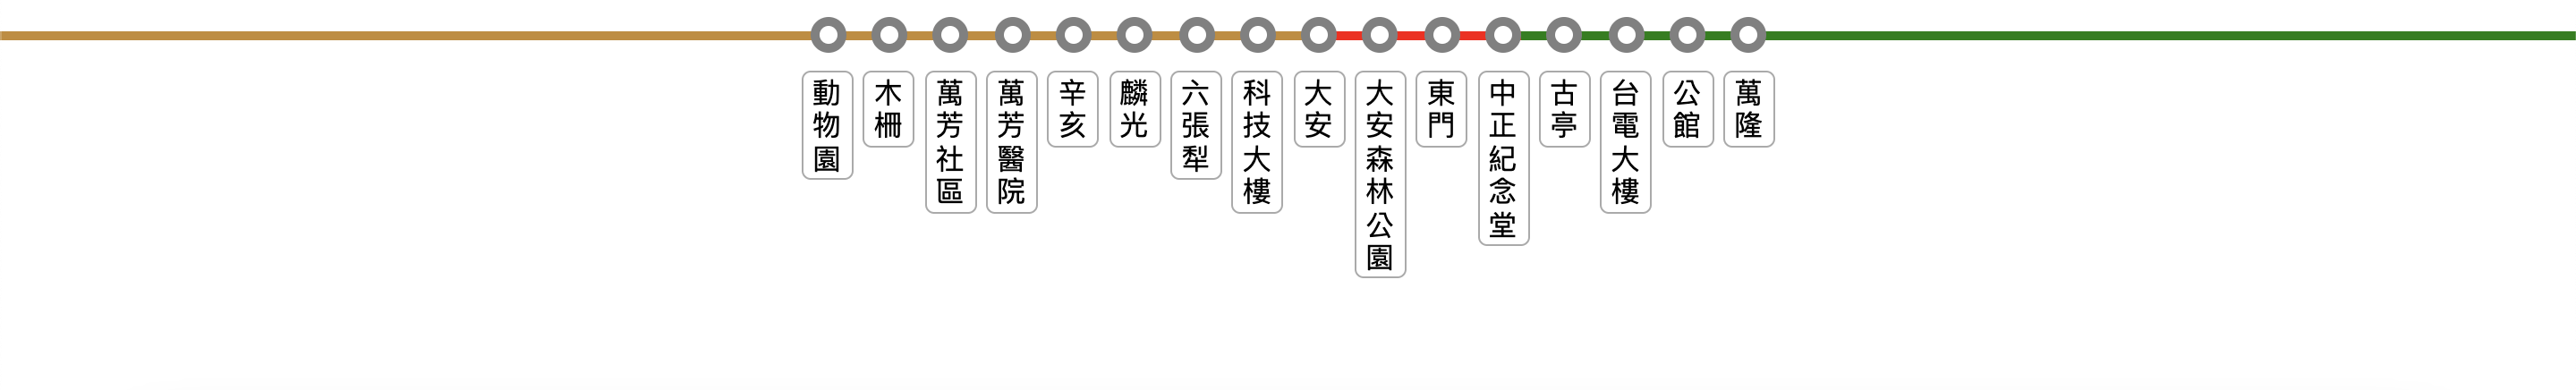 動物園
木柵
萬芳社區
萬芳醫院
辛亥
麟光
六張犁
科技大樓
大安
大安森林公園
東門
中正紀念堂
古亭
台電大樓
公館
萬隆